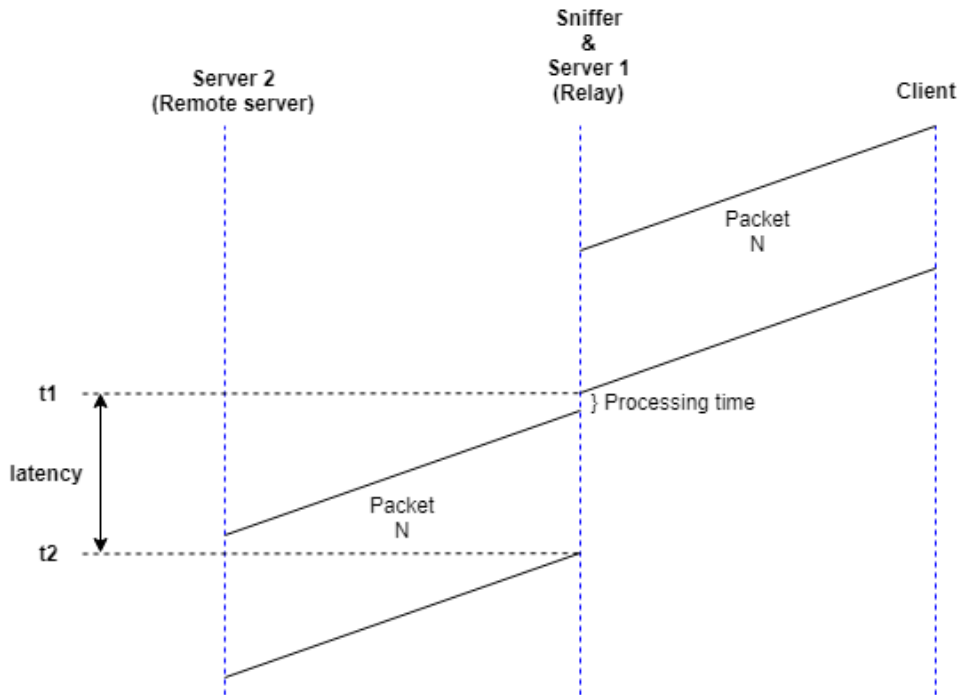 Sniffer
&
Server 1
(Relay)
Server 2
(Remote server)
Client
Packet
N
t1
} Processing time
latency
Packet
N
t2